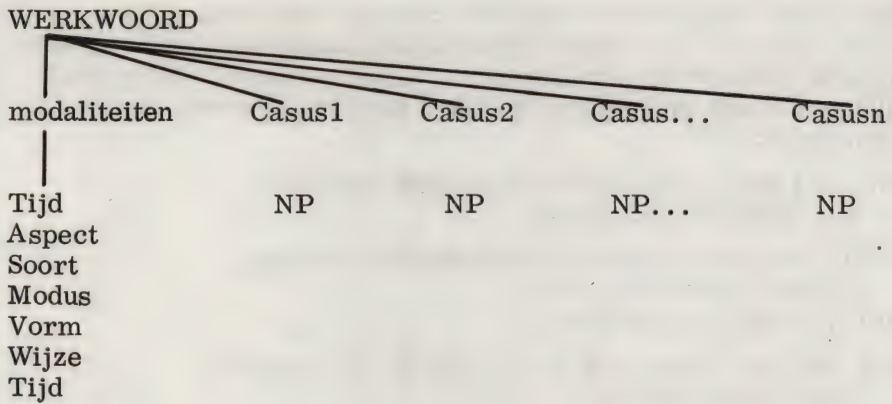 WERKWOORD
modaliteiten Casus1 Casus2 Casus... Casusn
Tijd NP NP NP... NP
Aspect
Soort
Modus
Vorm
Wijze
Tijd